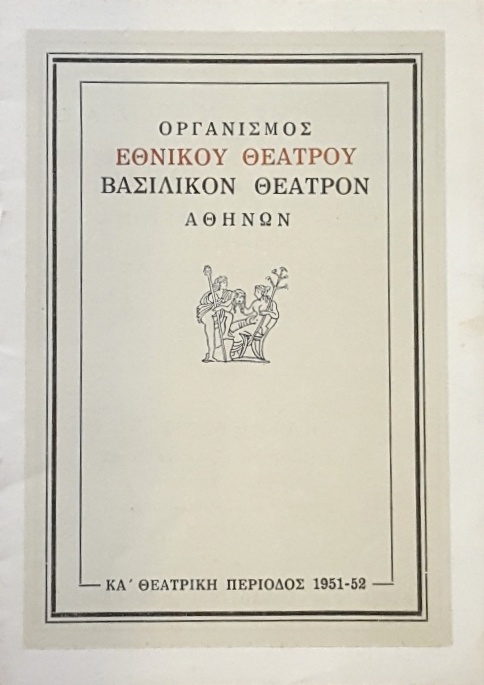 ΟΡΓΑΝΙΣΜΟΣ
ΕΘΝΙΚΟΥ ΘΕΑΤΡΟΥ
ΒΑΣΙΛΙΚΟΝ ΘΕΑΤΡΟΝ
ΑΘΗΝΩΝ
ΚΑ΄ ΘΕΑΤΡΙΚΗ ΠΕΡΙΟΔΟΣ 1951-52